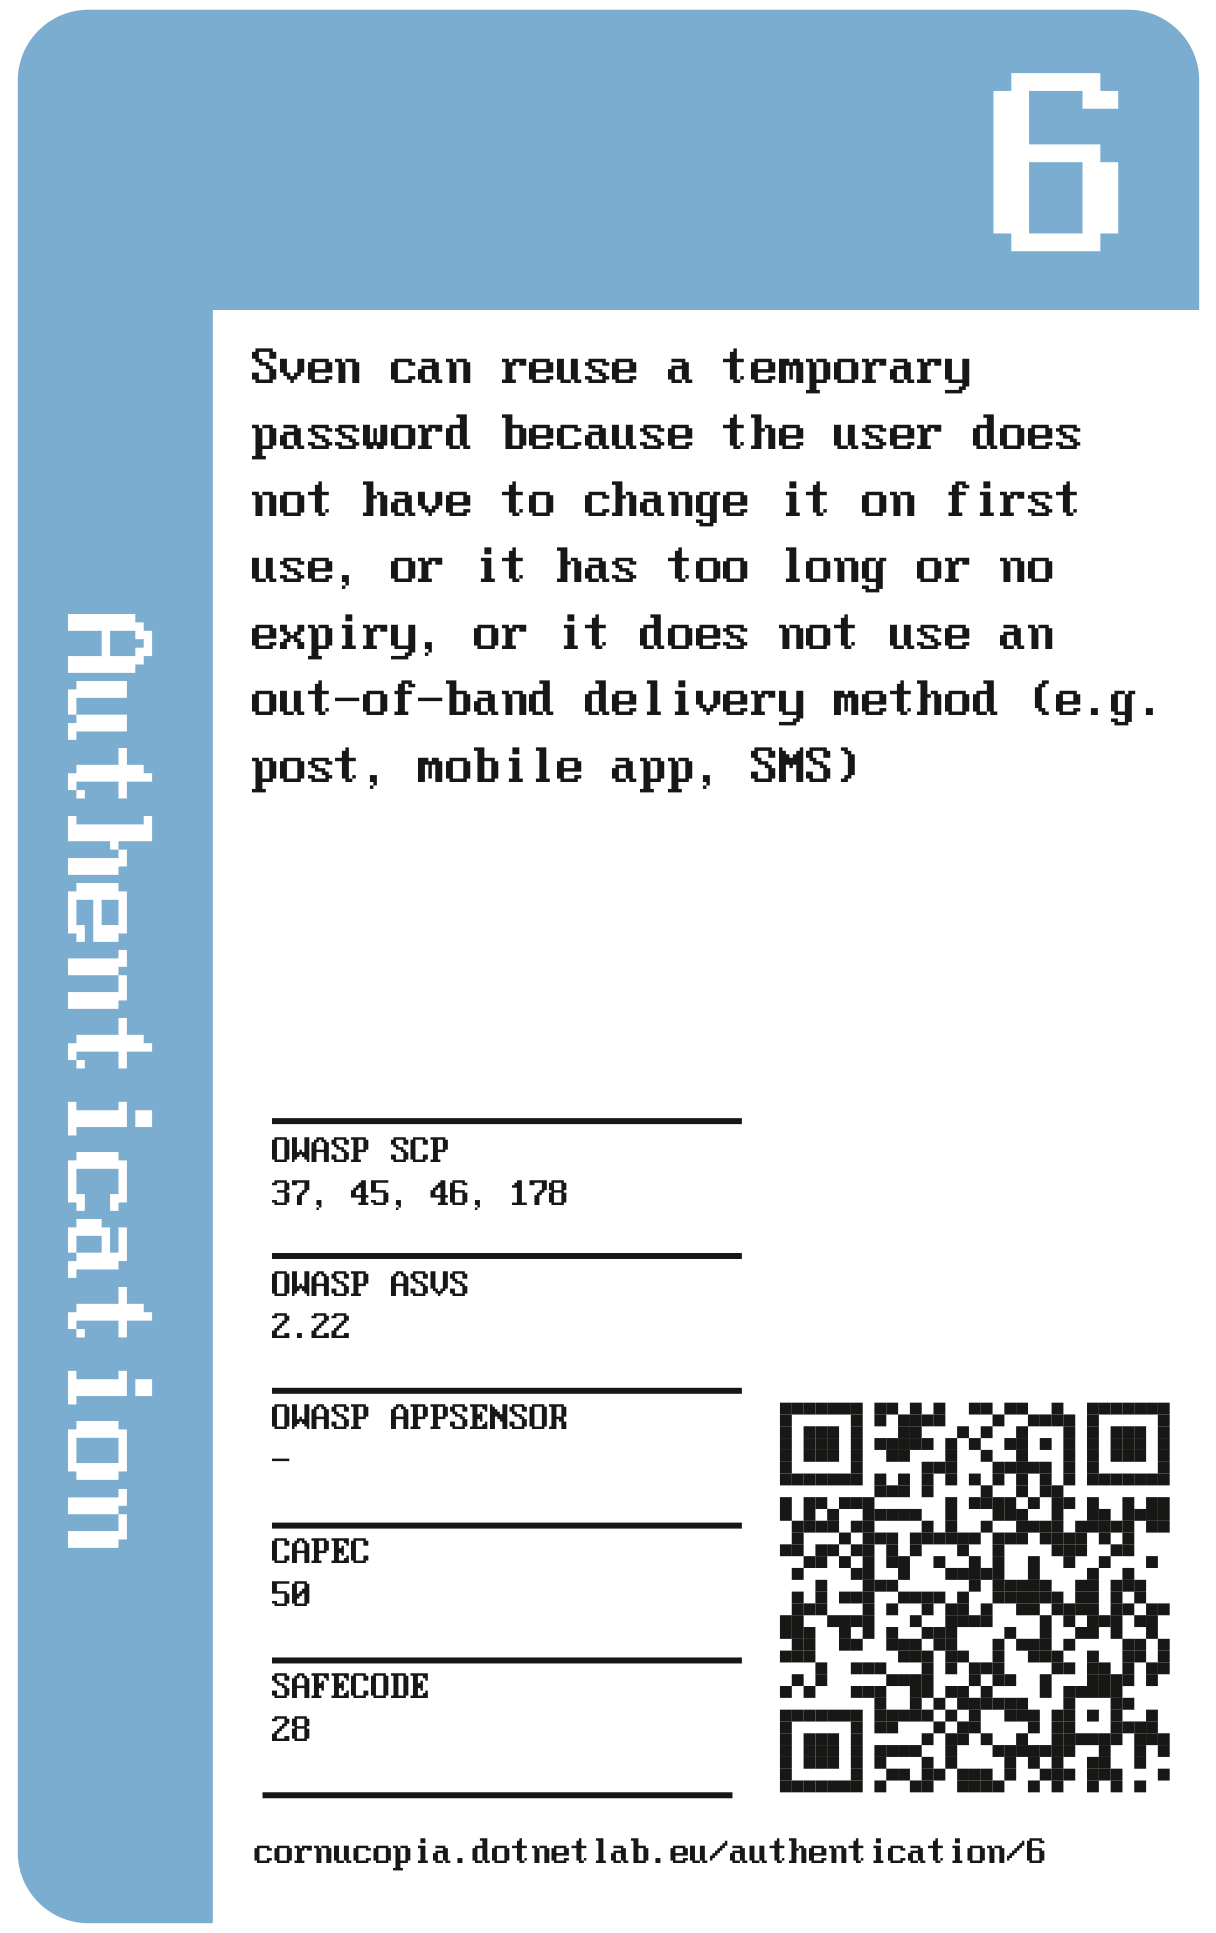 6
Sven can reuse a temporary
password because the user does
not have to change it on first
use, or it has too long or no
expiry, or it does not use an
out-of-band delivery method (e.g.
post, mobile app, SMS)
Authentication
OWASP SCP
37, 45, 46, 178
OWASP ASVS
2.22
OWASP APPSENSOR
-
CAPEC
50
SAFECODE
28
cornucopia.dotnetlab.eu/authentication/6